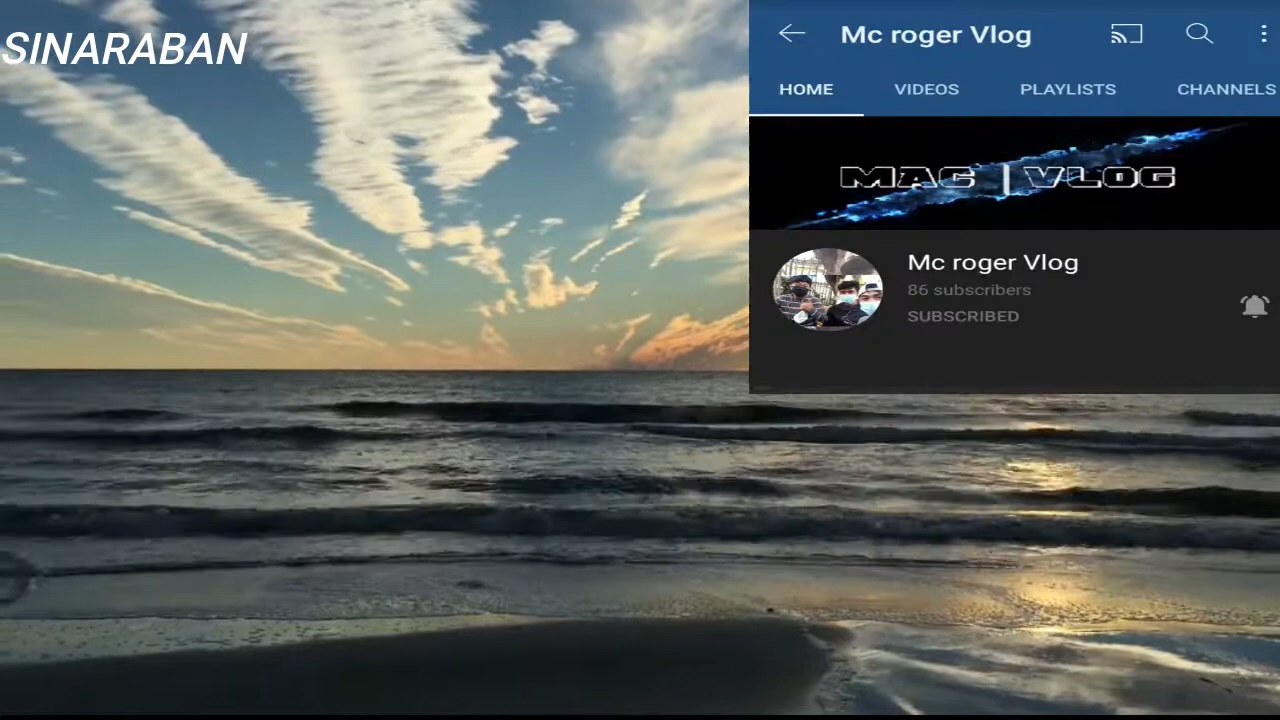 SINARABAN
Mc roger Vlog
HOME VIDEOS PLAYLISTS CHANNELS
MAC | VLOG
Mc roger Vlog
86 subscribers
SUBSCRIBED